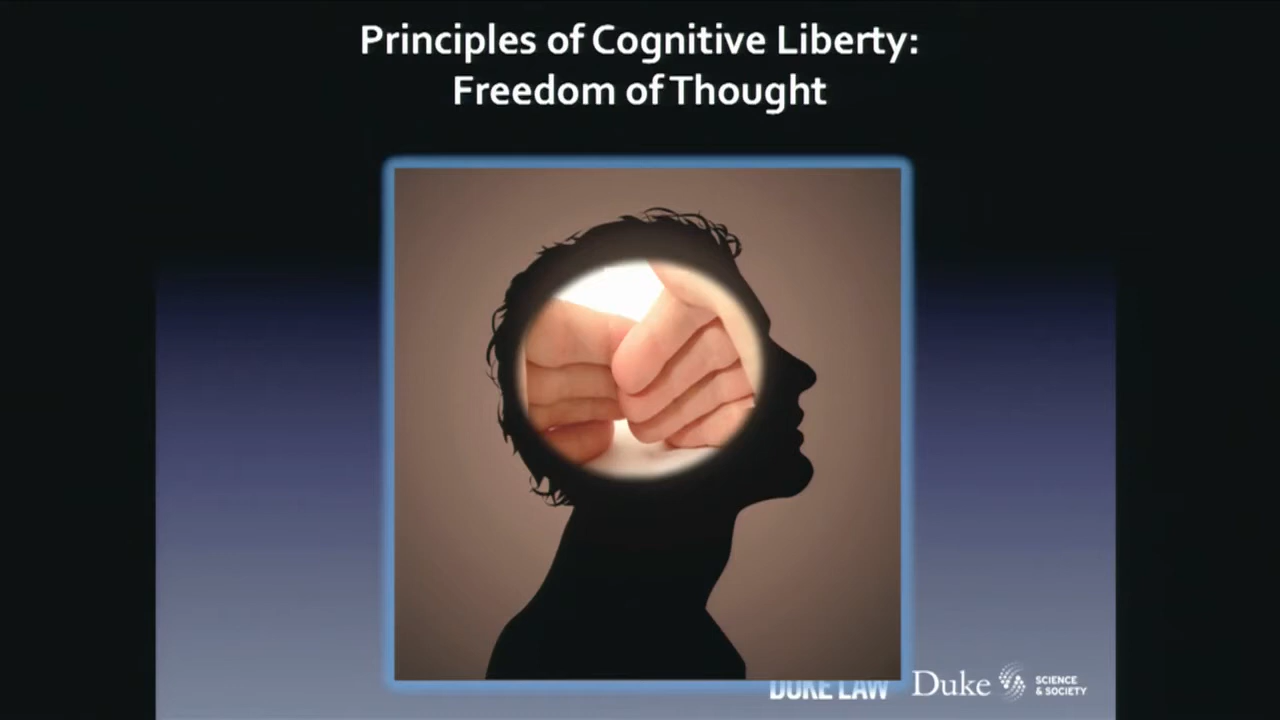 Principles of Cognitive Liberty:
Freedom of Thought
DUKE LAW
Duke
SCIENCE
& SOCIETY